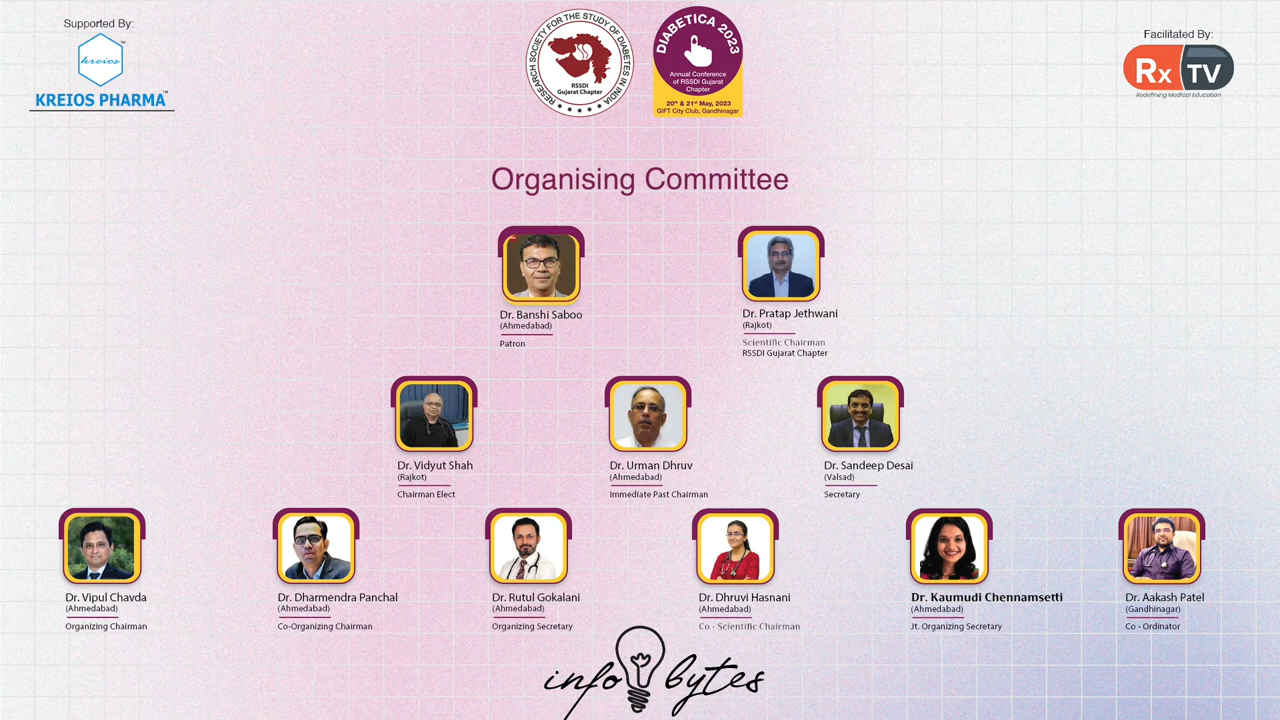 Supported By:
kreios
KREIOS PHARMA™
RESEARCH SOCIETY FOR THE STUDY OF DIABETES IN INDIA
RSSDI
Gujarat Chapter
DIABETICA 2023
Annual Conference
of RSSDI Gujarat
Chapter
20th & 21st May, 2023
GIFT City Club, Gandhinagar
Facilitated By:
Rx TV
Redefining Medical Education
Organising Committee
Dr. Banshi Saboo
(Ahmedabad)
Patron
Dr. Pratap Jethwani
(Rajkot)
Scientific Chairman
RSSDI Gujarat Chapter
Dr. Vidyut Shah
(Rajkot)
Chairman Elect
Dr. Urman Dhruv
(Ahmedabad)
Immediate Past Chairman
Dr. Sandeep Desai
(Valsad)
Secretary
Dr. Vipul Chavda
(Ahmedabad)
Organizing Chairman
Dr. Dharmendra Panchal
(Ahmedabad)
Co-Organizing Chairman
Dr. Rutul Gokalani
(Ahmedabad)
Organizing Secretary
Dr. Dhruvi Hasnani
(Ahmedabad)
Co - Scientific Chairman
Dr. Kaumudi Chennamsetti
(Ahmedabad)
Jt. Organizing Secretary
Dr. Aakash Patel
(Gandhinagar)
Co - Ordinator
info bytes